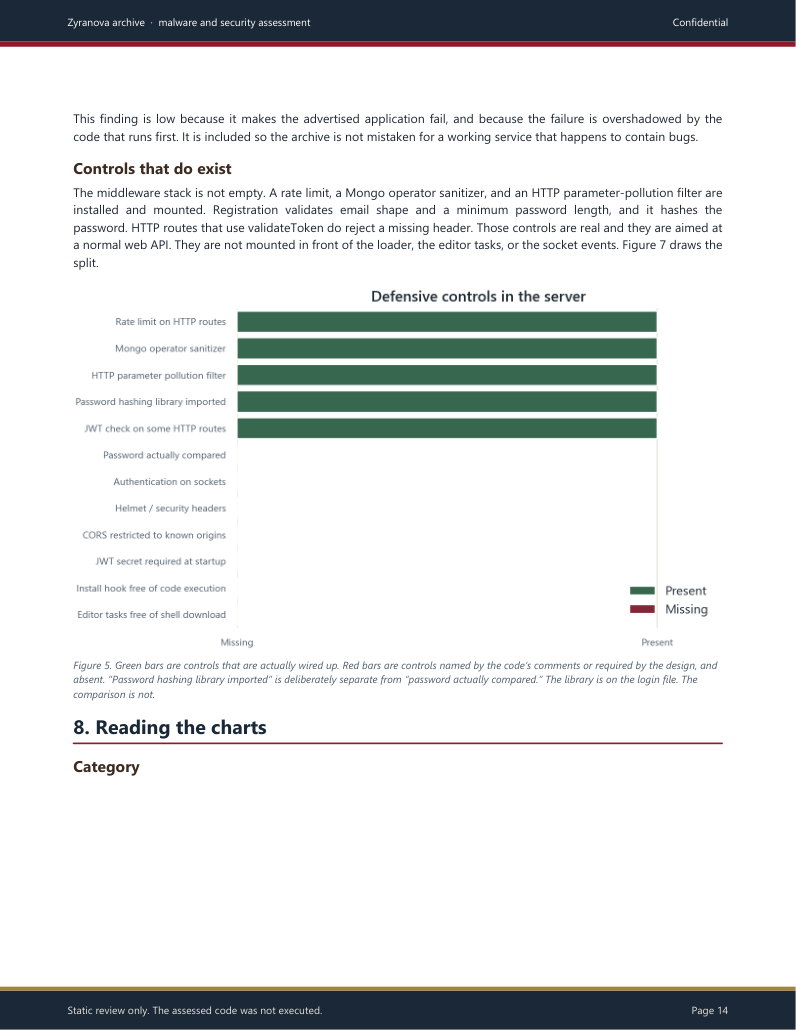 Zyranova archive · malware and security assessment
Confidential
This finding is low because it makes the advertised application fail, and because the failure is overshadowed by the
code that runs first. It is included so the archive is not mistaken for a working service that happens to contain bugs.
Controls that do exist
The middleware stack is not empty. A rate limit, a Mongo operator sanitizer, and an HTTP parameter-pollution filter are
installed and mounted. Registration validates email shape and a minimum password length, and it hashes the
password. HTTP routes that use validateToken do reject a missing header. Those controls are real and they are aimed at
a normal web API. They are not mounted in front of the loader, the editor tasks, or the socket events. Figure 7 draws the
split.
Defensive controls in the server
Rate limit on HTTP routes
Mongo operator sanitizer
HTTP parameter pollution filter
Password hashing library imported
JWT check on some HTTP routes
Password actually compared
Authentication on sockets
Helmet / security headers
CORS restricted to known origins
JWT secret required at startup
Install hook free of code execution
Editor tasks free of shell download
Present
Missing
Missing
Present
Figure 5. Green bars are controls that are actually wired up. Red bars are controls named by the code's comments or required by the design, and
absent. "Password hashing library imported" is deliberately separate from "password actually compared." The library is on the login file. The
comparison is not.
8. Reading the charts
Category
Static review only. The assessed code was not executed.
Page 14